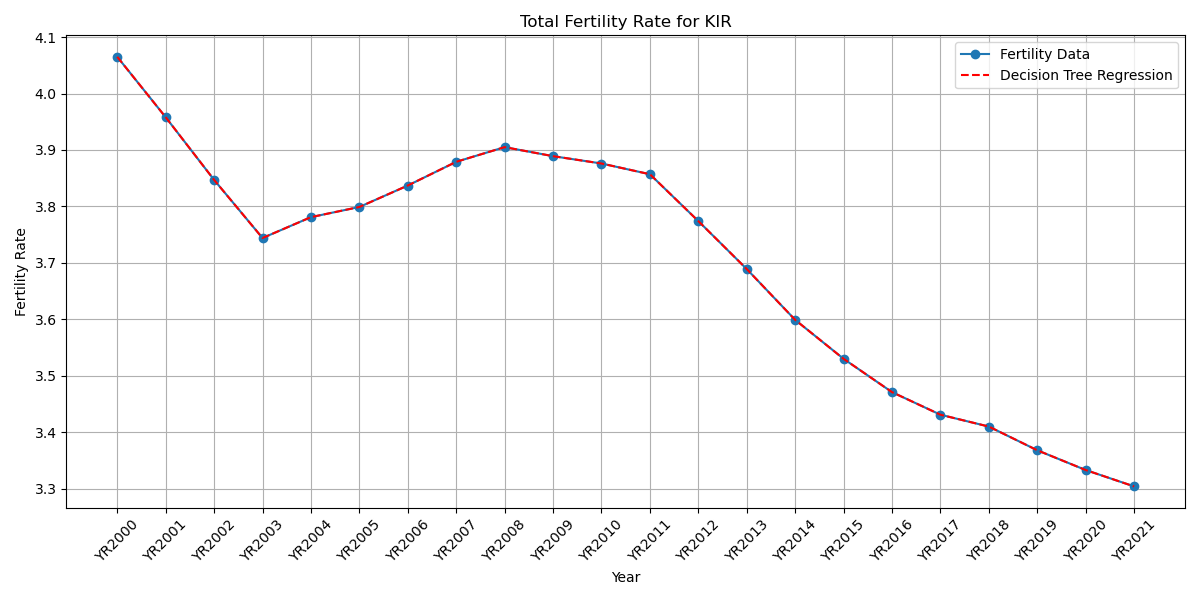 Total Fertility Rate for KIR
Fertility Data
Decision Tree Regression
Fertility Rate
4.1
4.0
3.9
3.8
3.7
3.6
3.5
3.4
3.3
YR2000
YR2001
YR2002
YR2003
YR2004
YR2005
YR2006
YR2007
YR2008
YR2009
YR2010
YR2011
YR2012
YR2013
YR2014
YR2015
YR2016
YR2017
YR2018
YR2019
YR2020
YR2021
Year